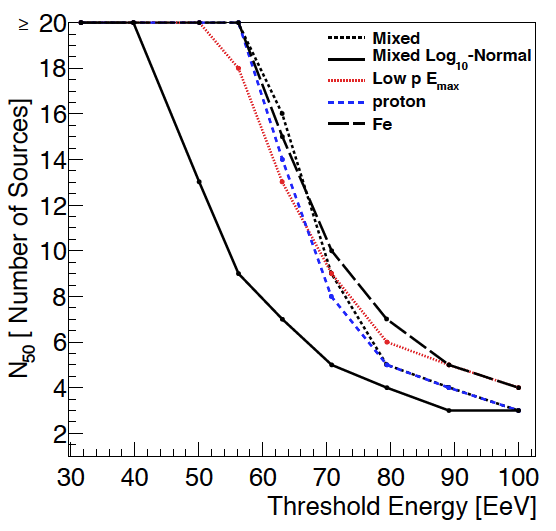 ≥ 20
18
16
14
12
10
8
6
4
2
N50 [ Number of Sources]
Mixed
Mixed Log10-Normal
Low p Emax
proton
Fe
30 40 50 60 70 80 90 100
Threshold Energy [EeV]